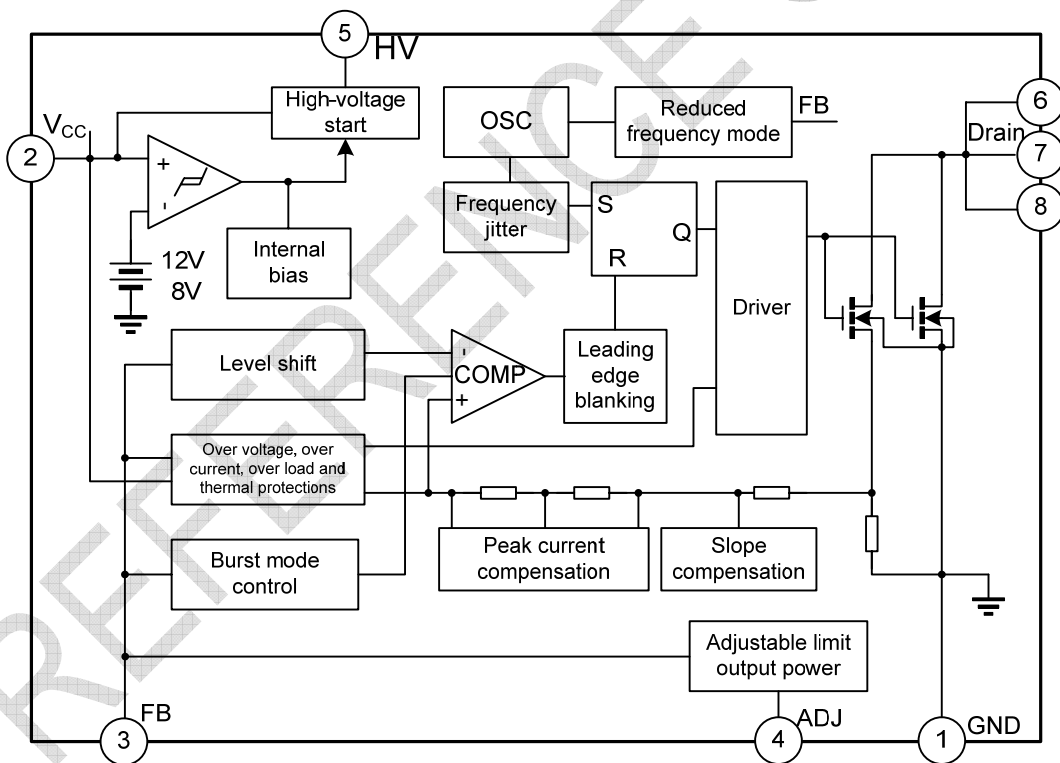 5
HV
High-voltage
start
OSC
Reduced
frequency mode
FB
6
Drain
7
8
VCC
2
+
-
Frequency
jitter
S
Q
R
Internal
bias
12V
8V
Driver
Level shift
-
COMP
+
Leading
edge
blanking
Over voltage, over
current, over load and
thermal protections
Peak current
compensation
Slope
compensation
Burst mode
control
Adjustable limit
output power
3
FB
4
ADJ
1
GND
REFERENCE